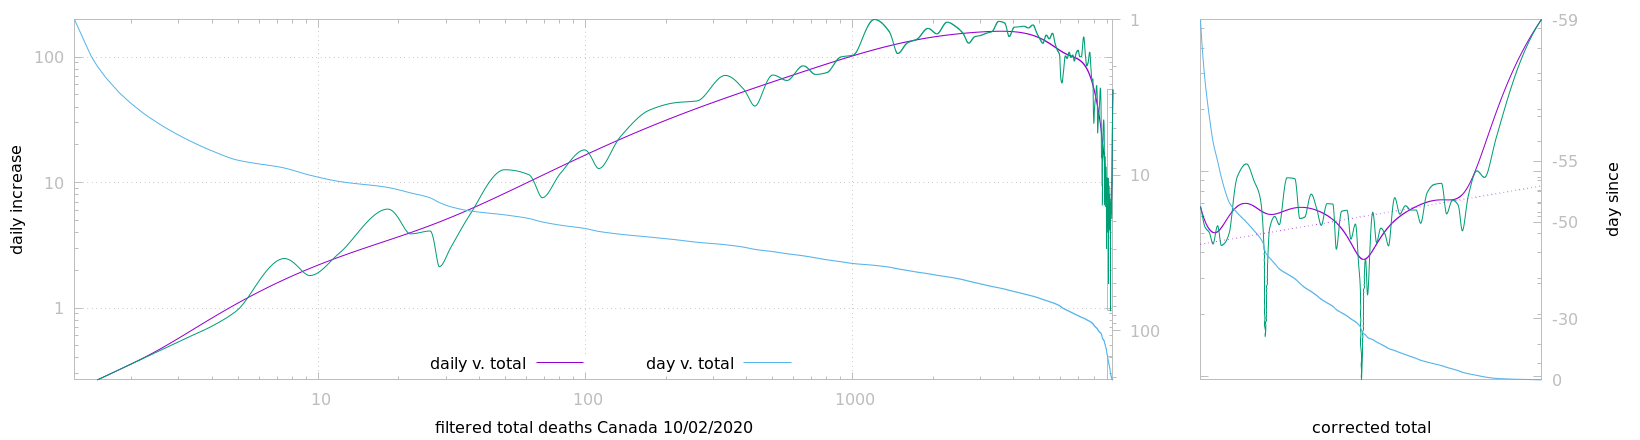 daily increase
100
10
1
daily v. total
day v. total
10
100
1000
filtered total deaths Canada 10/02/2020
1
10
100
-59
-55
-50
-30
0
day since
corrected total